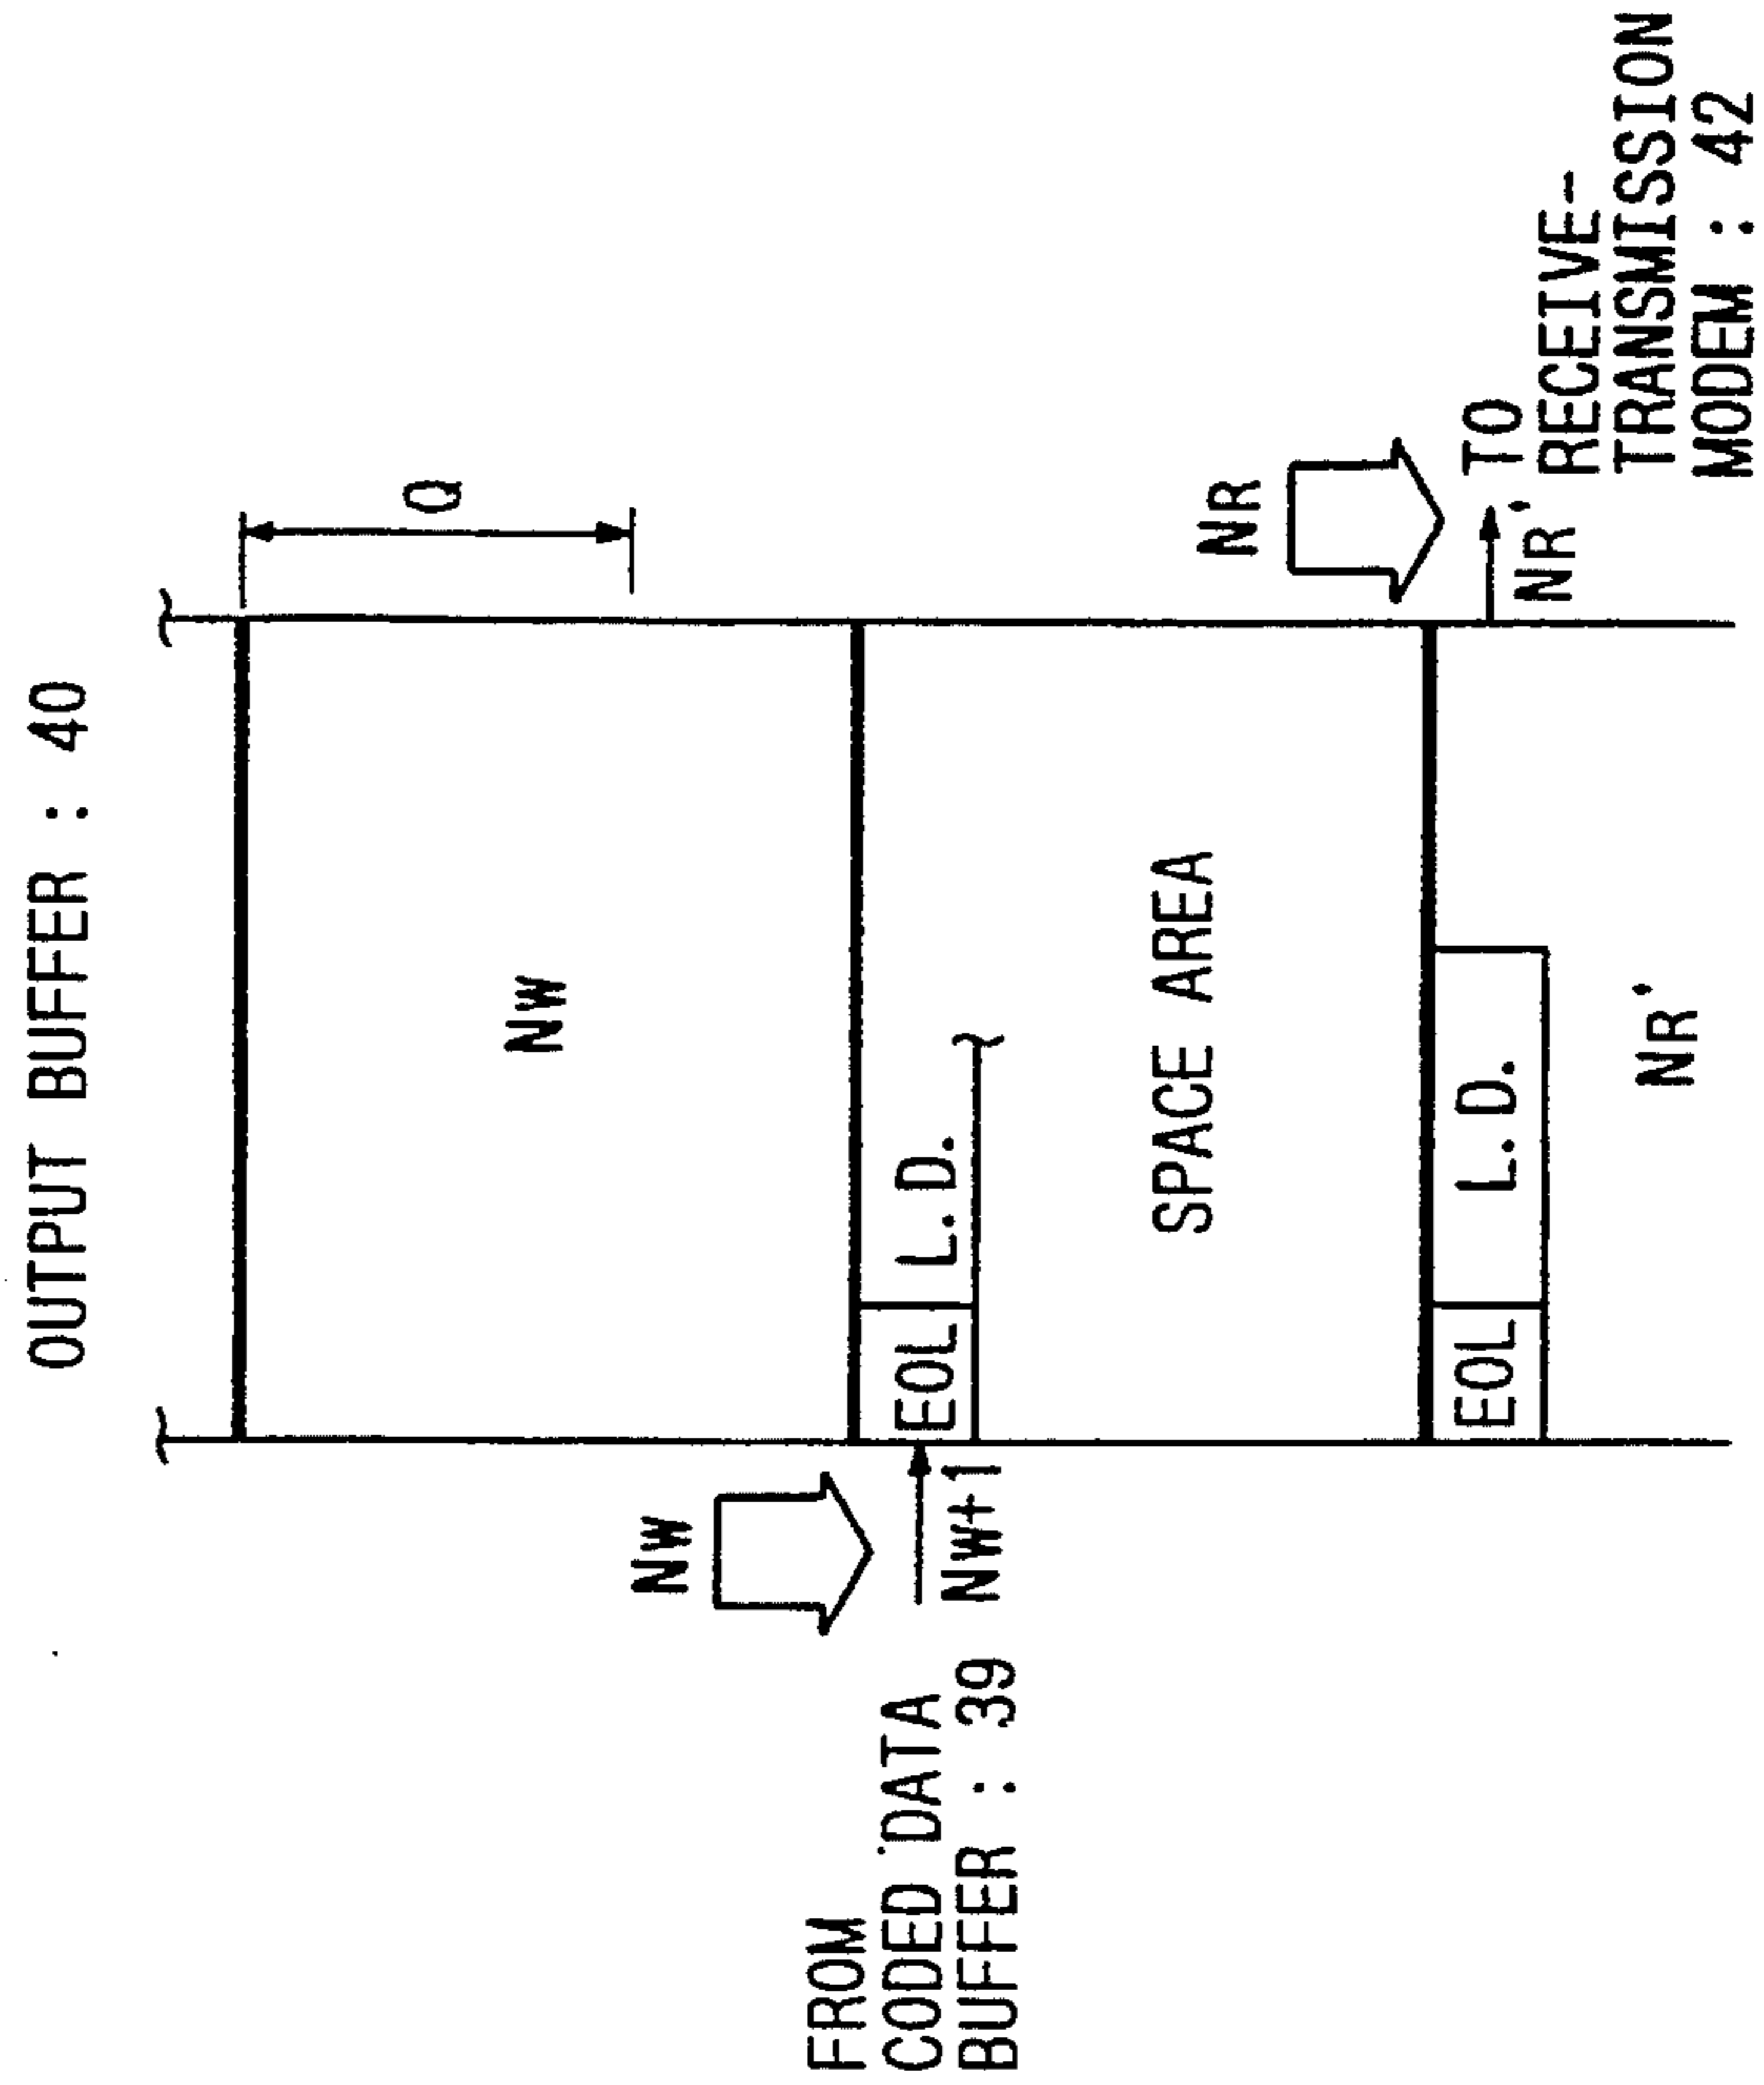 OUTPUT BUFFER : 40
Q
NW
NW
FROM
CODED DATA
BUFFER : 39
NW+1
EOL
L.D.
SPACE AREA
NR
NR'
TO
RECEIVE-
TRANSMISSION
MODEM : 42
EOL
L.D.
NR'